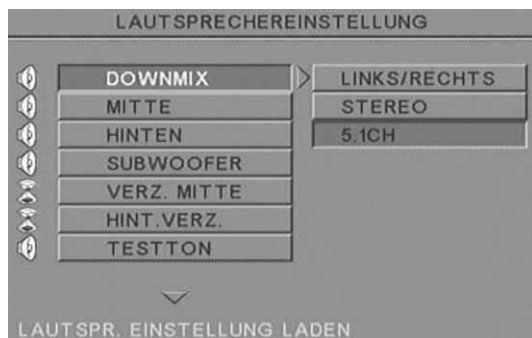 LAUTSPRECHEREINSTELLUNG
DOWNMIX
LINKS/RECHTS
MITTE
STEREO
HINTEN
5.1CH
SUBWOOFER
VERZ. MITTE
HINT.VERZ.
TESTTON
LAUTSPR. EINSTELLUNG LADEN